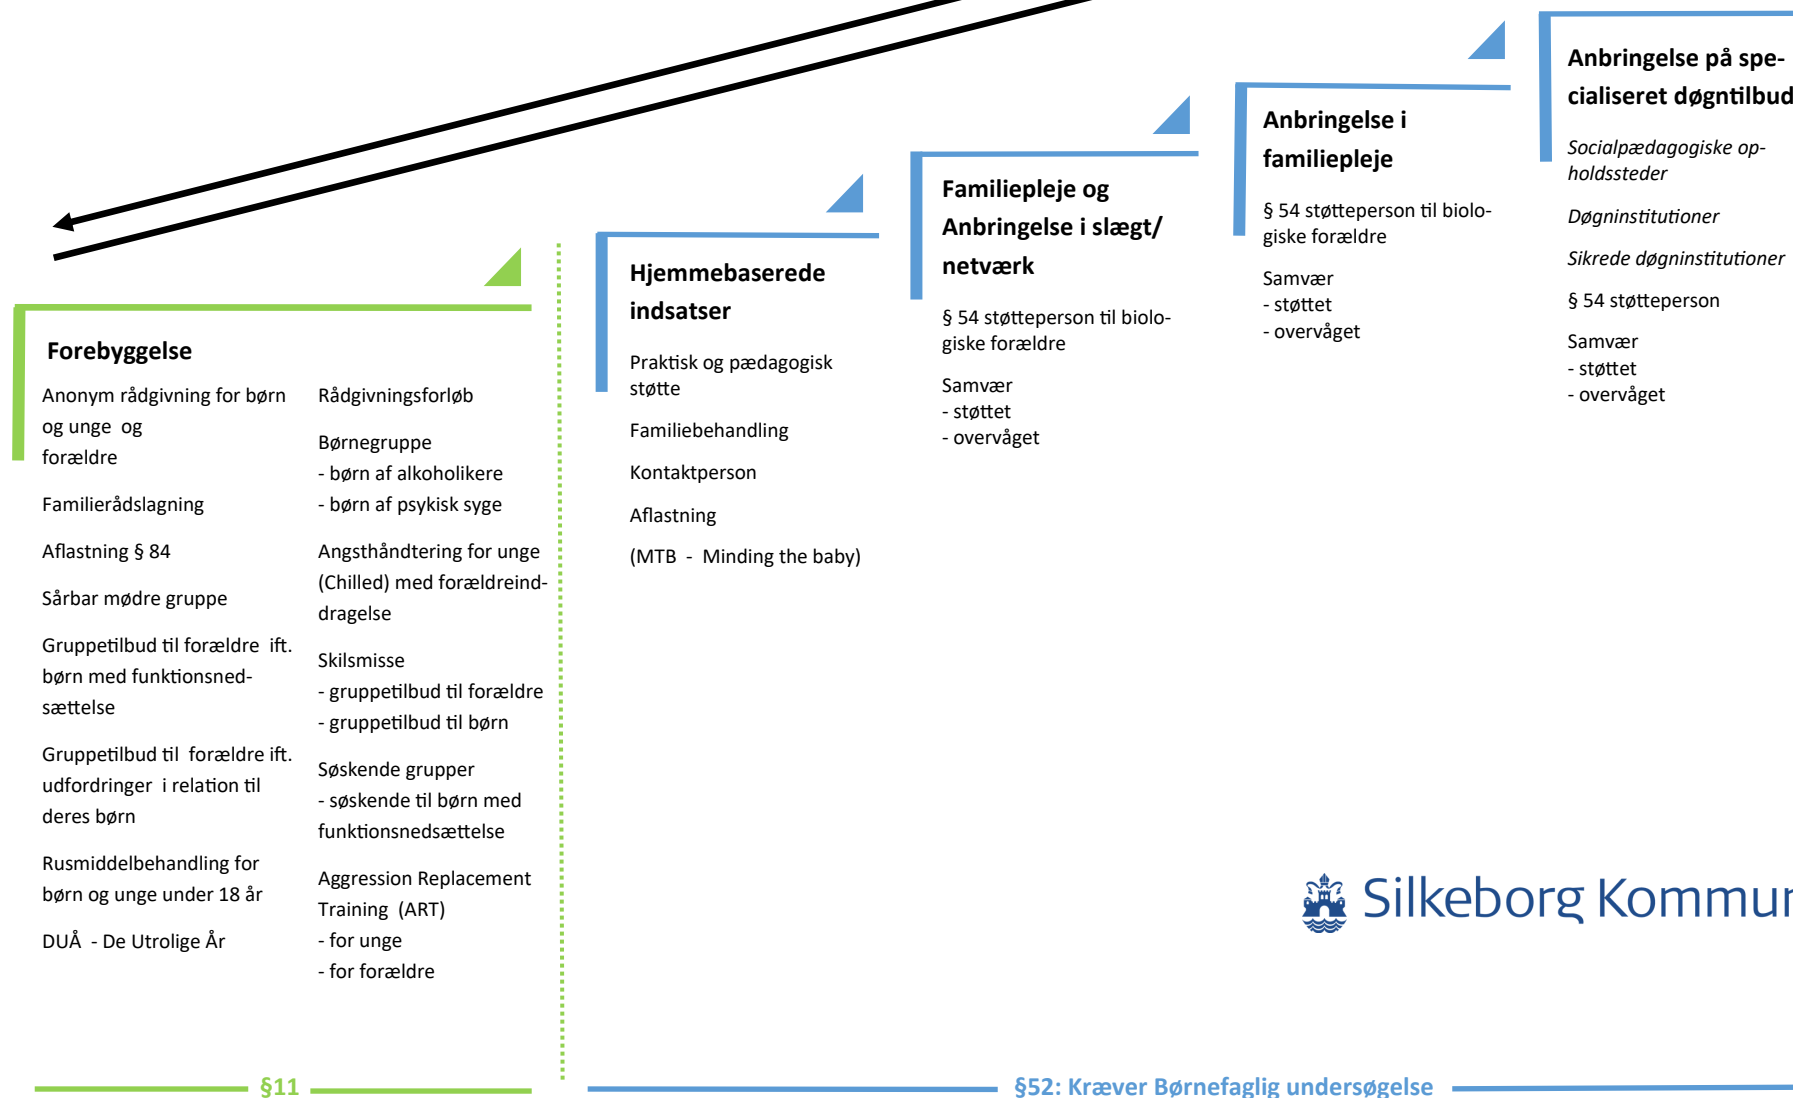 Forebyggelse
Anonym rådgivning for børn
og unge og
forældre
Familierådslagning
Aflastning § 84
Sårbar mødre gruppe
Gruppetilbud til forældre ift.
børn med funktionsned-
sættelse
Gruppetilbud til forældre ift.
udfordringer i relation til
deres børn
Rusmiddelbehandling for
børn og unge under 18 år
DUÅ - De Utrolige År
Rådgivningsforløb
Børnegruppe
- børn af alkoholikere
- børn af psykisk syge
Angsthåndtering for unge
(Chilled) med forældreind-
dragelse
Skilsmisse
- gruppetilbud til forældre
- gruppetilbud til børn
Søskende grupper
- søskende til børn med
funktionsnedsættelse
Aggression Replacement
Training (ART)
- for unge
- for forældre
Hjemmebaserede
indsatser
Praktisk og pædagogisk
støtte
Familiebehandling
Kontaktperson
Aflastning
(MTB - Minding the baby)
Familiepleje og
Anbringelse i slægt/
netværk
§ 54 støtteperson til biolo-
giske forældre
Samvær
- støttet
- overvåget
Anbringelse i
familiepleje
§ 54 støtteperson til biolo-
giske forældre
Samvær
- støttet
- overvåget
Anbringelse på spe-
cialiseret døgntilbud
Socialpædagogiske op-
holdssteder
Døgninstitutioner
Sikrede døgninstitutioner
§ 54 støtteperson
Samvær
- støttet
- overvåget
Silkeborg Kommun
§11
§52: Kræver Børnefaglig undersøgelse